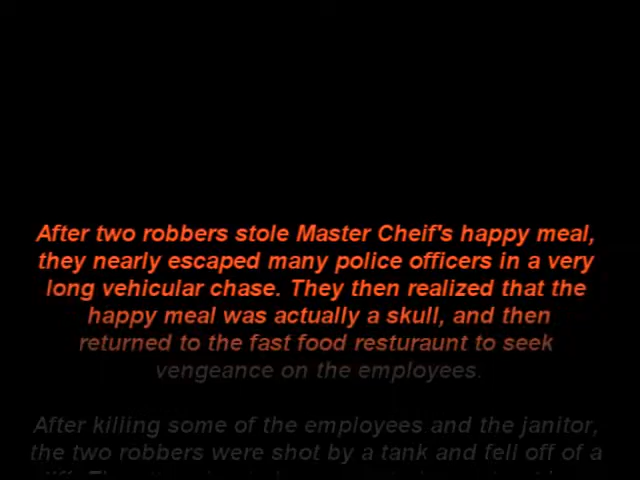 After two robbers stole Master Cheif's happy meal,
they nearly escaped many police officers in a very
long vehicular chase. They then realized that the
happy meal was actually a skull, and then
returned to the fast food resturaunt to seek
vengeance on the employees.
After killing some of the employees and the janitor,
the two robbers were shot by a tank and fell off of a